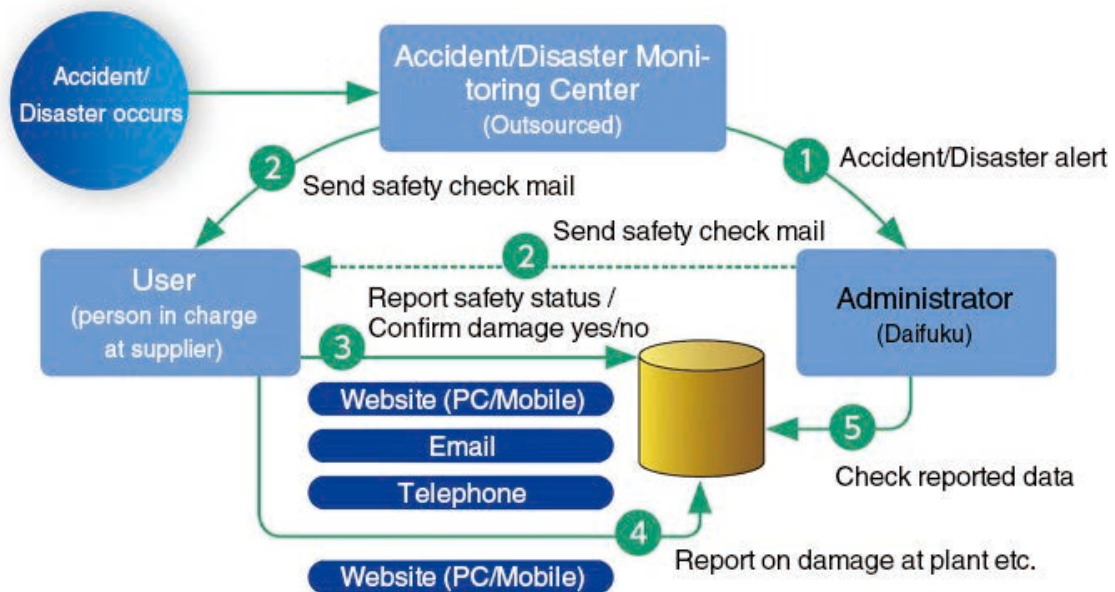 Accident/
Disaster occurs
Accident/Disaster Moni-
toring Center
(Outsourced)
1
Accident/Disaster alert
2
Send safety check mail
Send safety check mail
2
User
(person in charge
at supplier)
Administrator
(Daifuku)
Report safety status /
Confirm damage yes/no
3
Website (PC/Mobile)
Email
Telephone
5
Check reported data
4
Report on damage at plant etc.
Website (PC/Mobile)